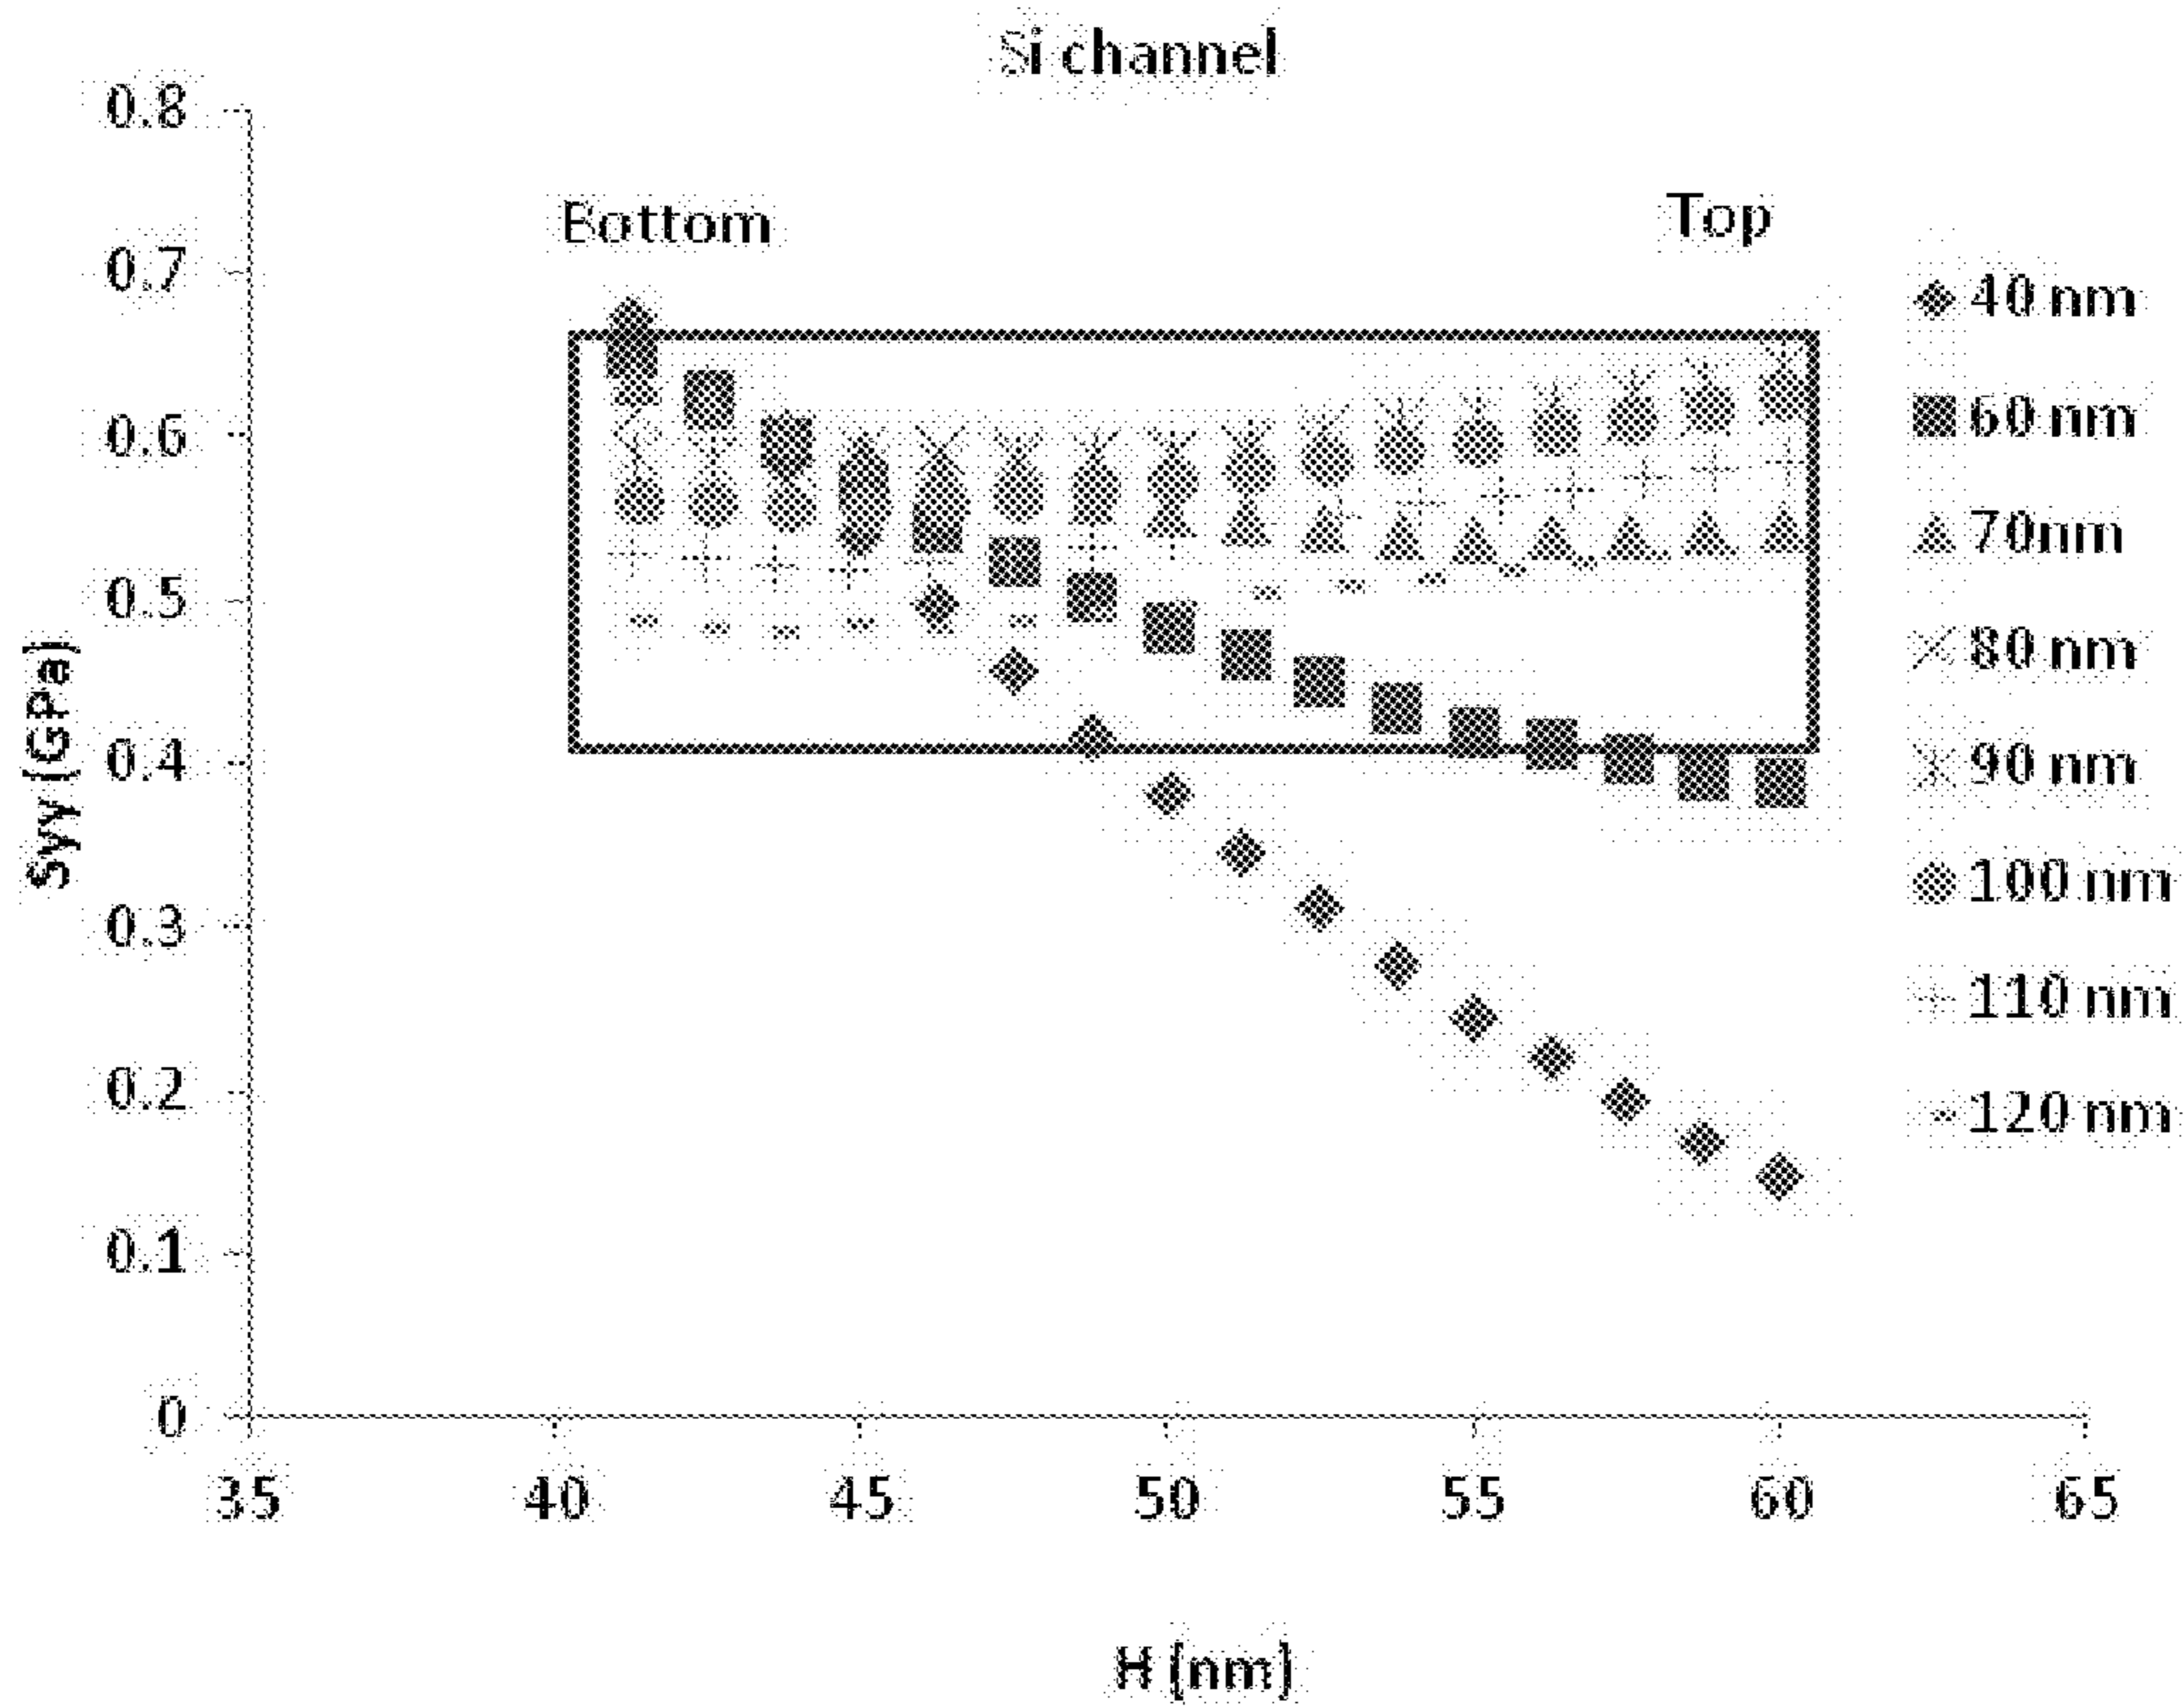 Si channel
0.8
0.7
0.6
0.5
0.4
0.3
0.2
0.1
0
Syy (GPa)
Bottom
Top
40 nm
60 nm
70nm
80 nm
90 nm
100 nm
110 nm
120 nm
35
40
45
50
55
60
65
H (nm)